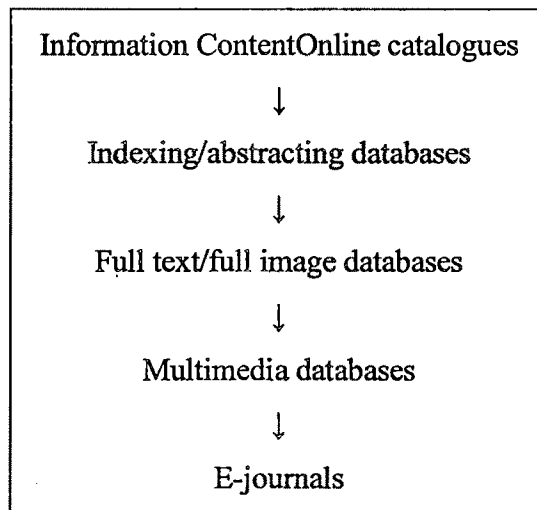 Information ContentOnline catalogues
↓
Indexing/abstracting databases
↓
Full text/full image databases
↓
Multimedia databases
↓
E-journals